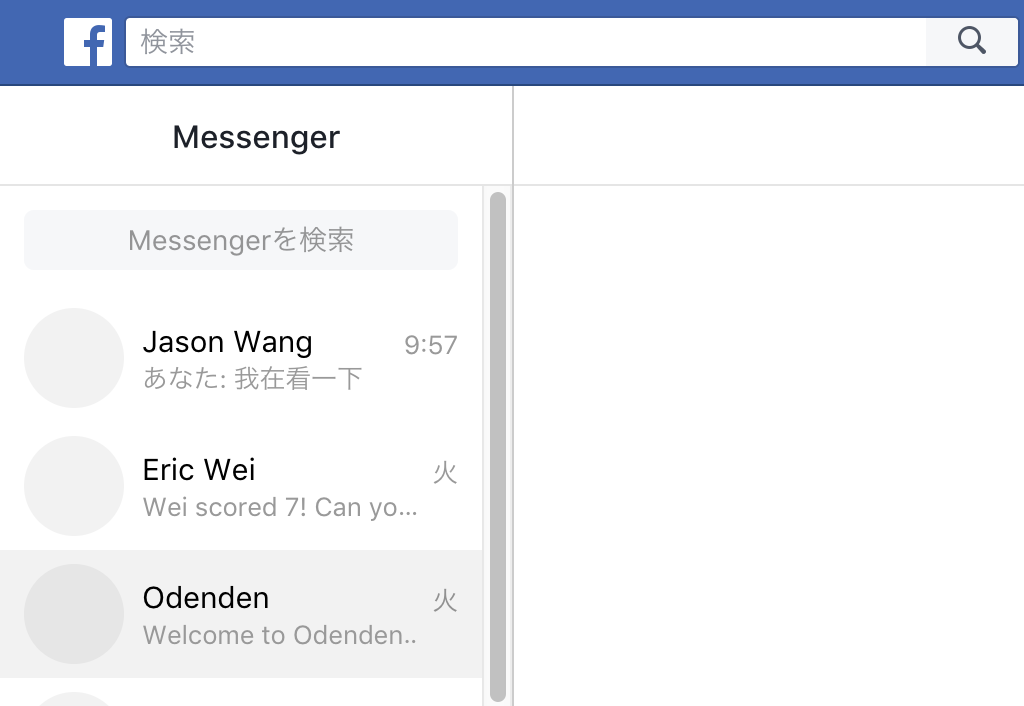 検索
Messenger
Messengerを検索
Jason Wang 9:57
あなた: 我在看一下
Eric Wei 火
Wei scored 7! Can yo...
Odenden 火
Welcome to Odenden..